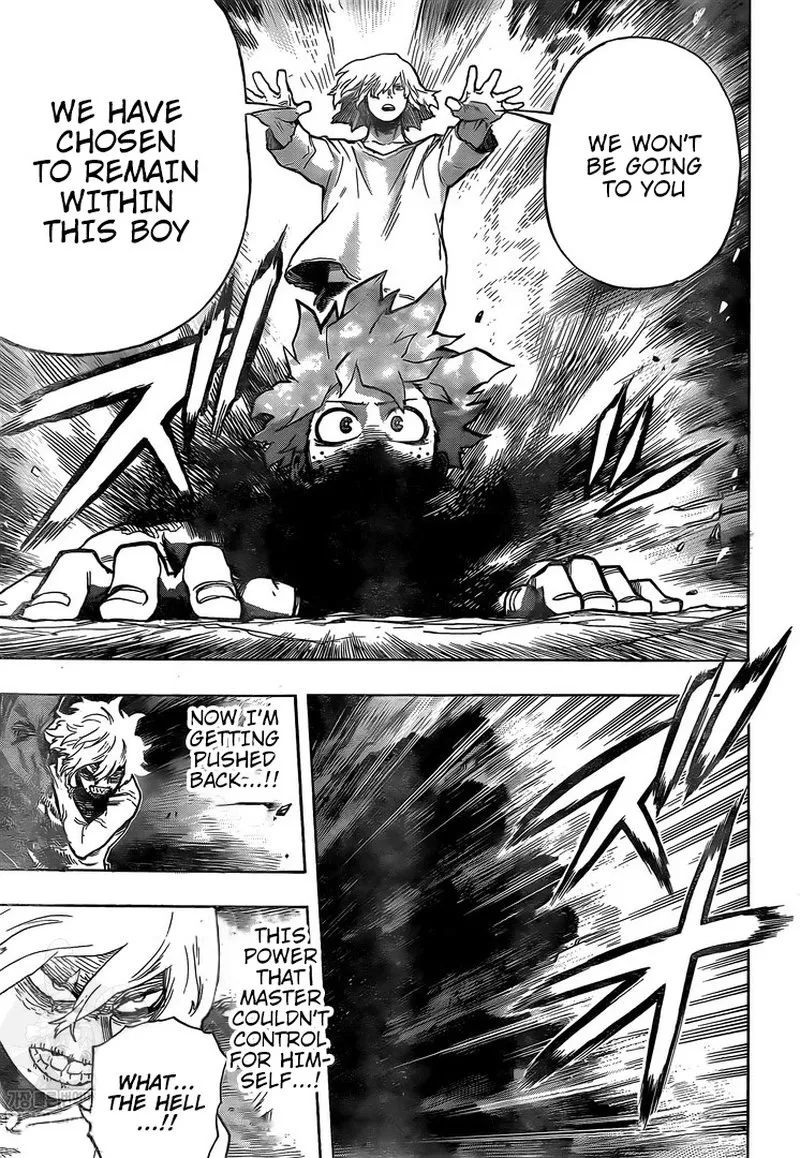 WE WON'T
BE GOING
TO YOU
WE HAVE
CHOSEN
TO REMAIN
WITHIN
THIS BOY
NOW I'M
GETTING
PUSHED
BACK...!!
THIS
POWER
THAT
MASTER
COULDN'T
CONTROL
FOR HIM-
SELF...!
WHAT...
THE HELL
...!!